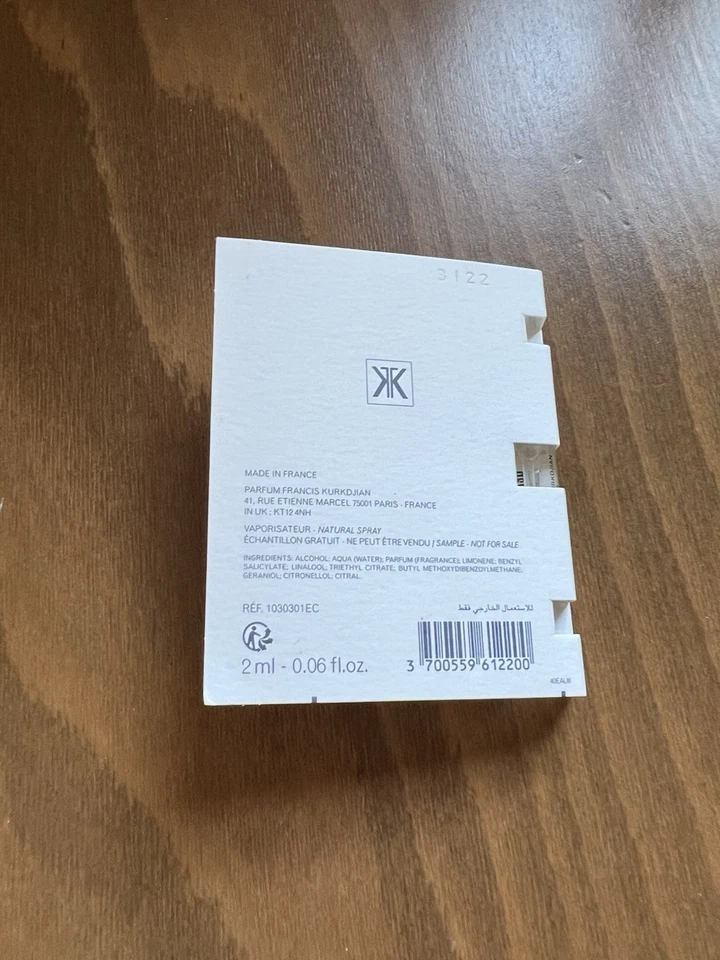 3122
MADE IN FRANCE
PARFUM FRANCIS KURKDJIAN
41, RUE ETIENNE MARCEL 75001 PARIS - FRANCE
IN UK : KT12 4NH
VAPORISATEUR - NATURAL SPRAY
ÉCHANTILLON GRATUIT - NE PEUT ÊTRE VENDU / SAMPLE - NOT FOR SALE
INGREDIENTS: ALCOHOL; AQUA (WATER); PARFUM (FRAGRANCE); LIMONENE; BENZYL
SALICYLATE; LINALOOL; TRIETHYL CITRATE; BUTYL METHOXYDIBENZOYLMETHANE;
GERANIOL; CITRONELLOL; CITRAL.
RÉF. 1030301EC
للاستعمال الخارجي فقط
2 ml - 0.06 fl.oz.
3 700559 612200